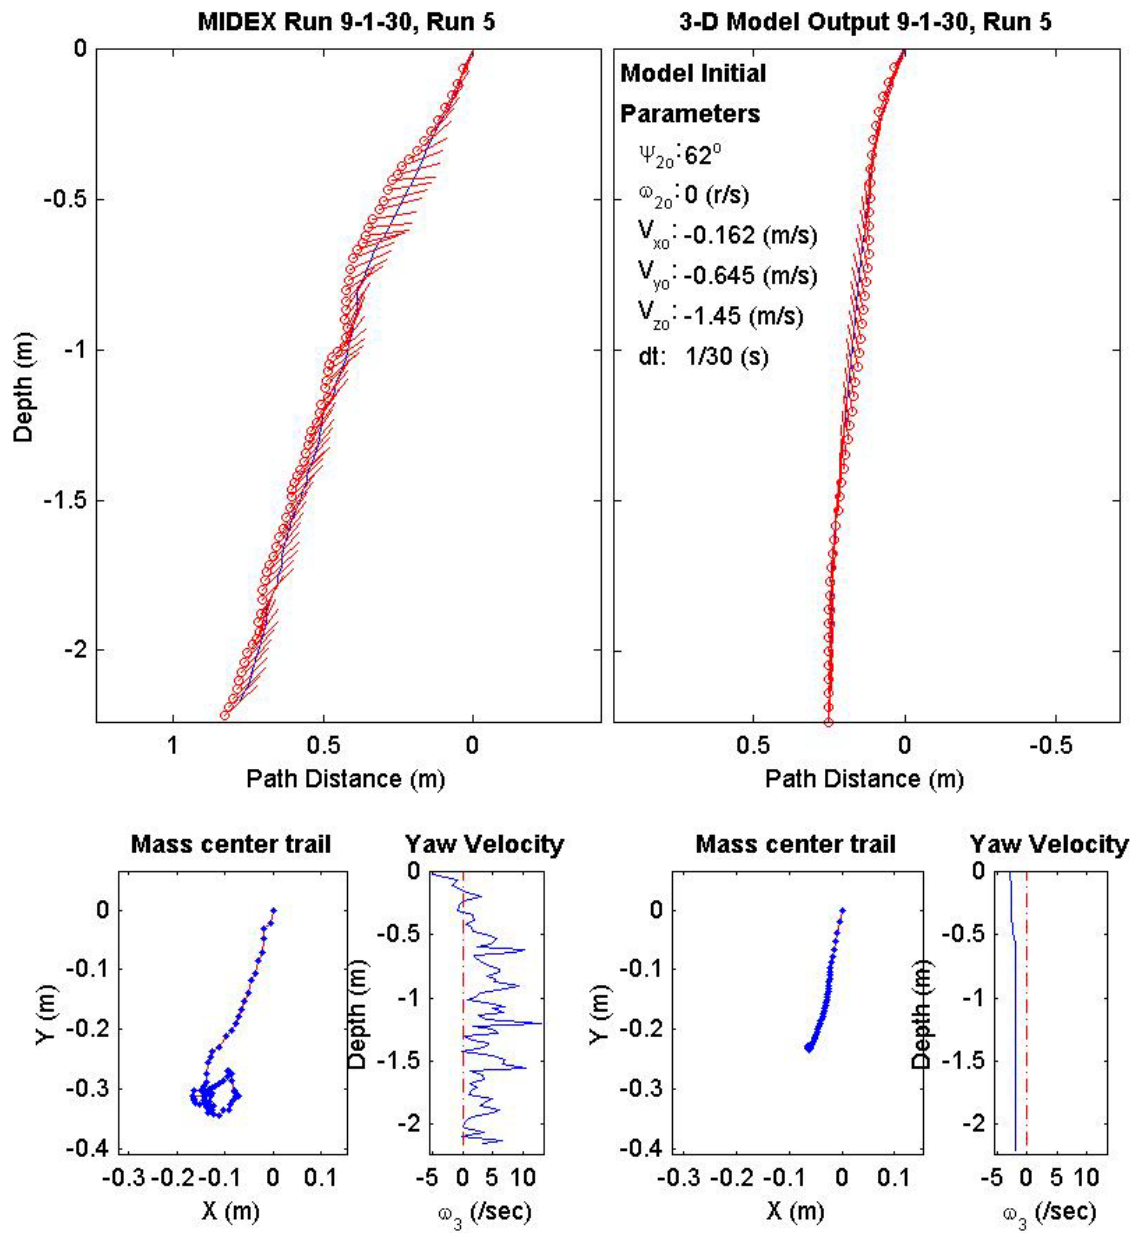 MIDEX Run 9-1-30, Run 5
0
-0.5
-1
-1.5
-2
Depth (m)
1 0.5 0
Path Distance (m)
3-D Model Output 9-1-30, Run 5
Model Initial
Parameters
Ψ2o: 62°
ω2o: 0 (r/s)
Vxo: -0.162 (m/s)
Vyo: -0.645 (m/s)
Vzo: -1.45 (m/s)
dt: 1/30 (s)
0.5 0 -0.5
Path Distance (m)
Mass center trail
0
-0.1
-0.2
-0.3
-0.4
Y (m)
-0.3 -0.2 -0.1 0 0.1
X (m)
Yaw Velocity
0
-0.5
-1
-1.5
-2
Depth (m)
-5 0 5 10
ω3 (/sec)
Mass center trail
0
-0.1
-0.2
-0.3
-0.4
Y (m)
-0.3 -0.2 -0.1 0 0.1
X (m)
Yaw Velocity
0
-0.5
-1
-1.5
-2
Depth (m)
-5 0 5 10
ω3 (/sec)